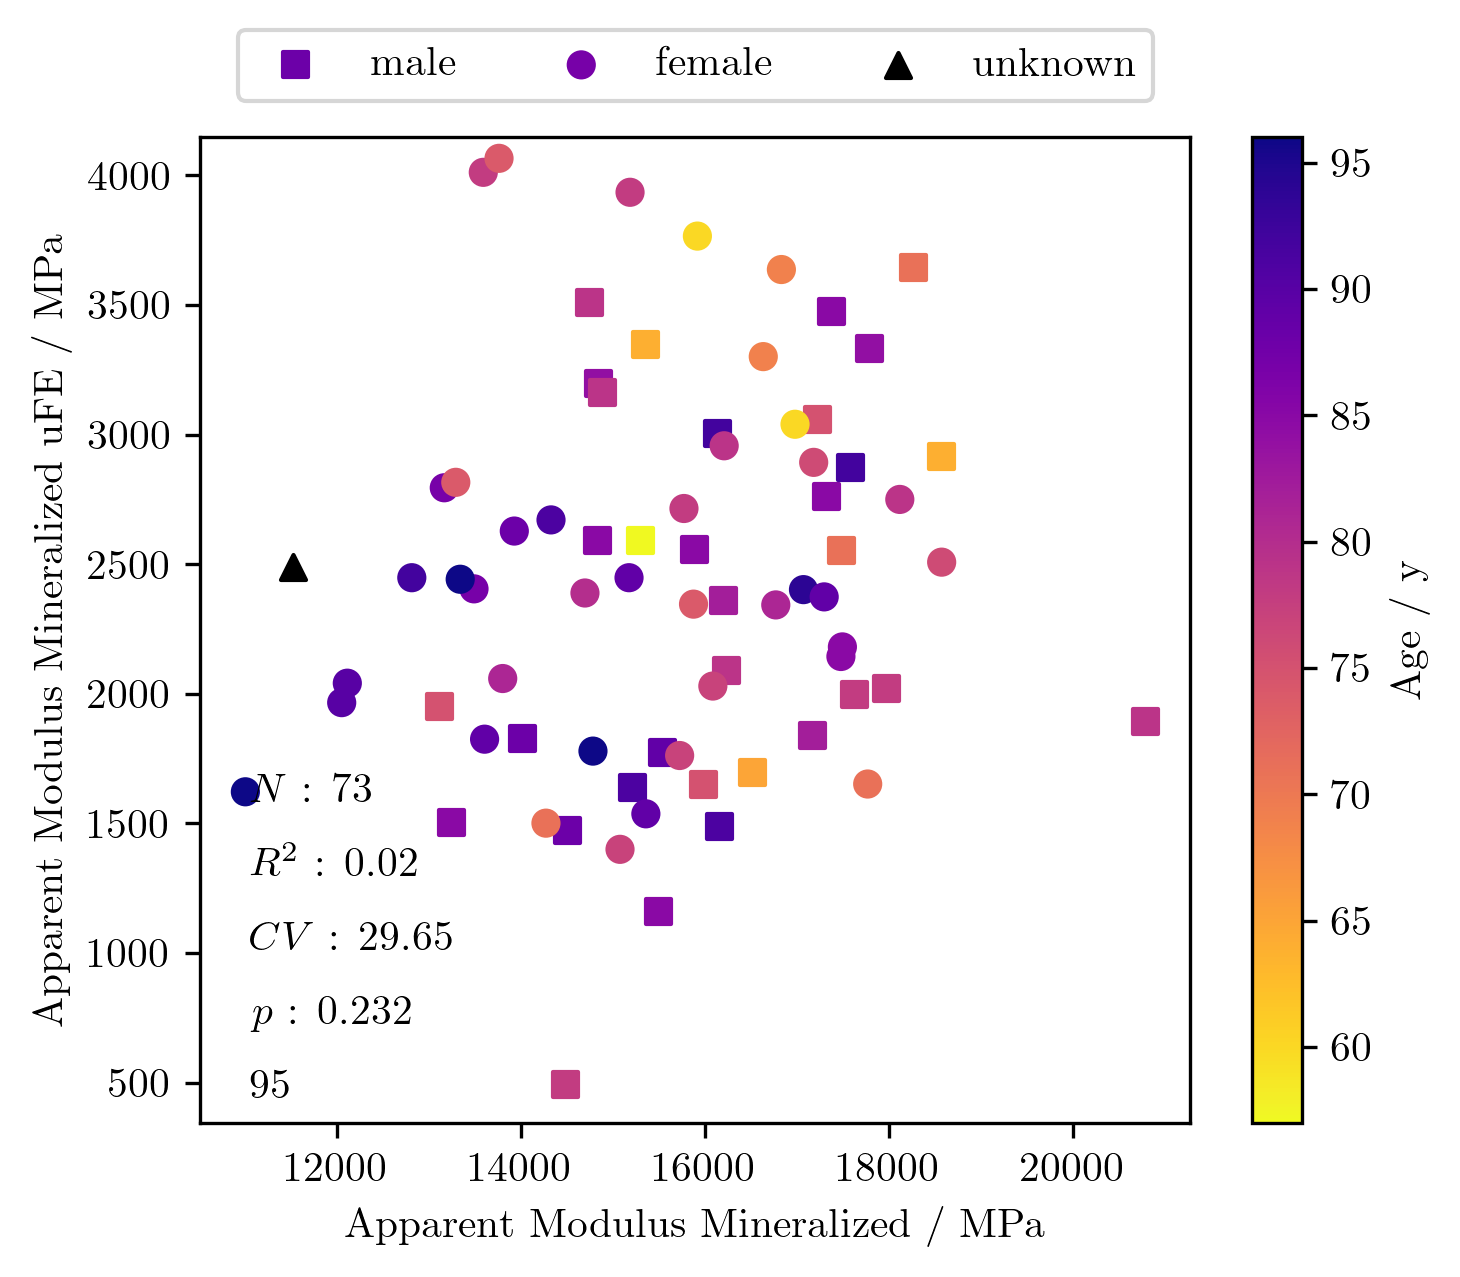 male female unknown
4000
3500
3000
2500
2000
1500
1000
500
Apparent Modulus Mineralized uFE / MPa
N : 73
R² : 0.02
CV : 29.65
p : 0.232
95
12000 14000 16000 18000 20000
Apparent Modulus Mineralized / MPa
95
90
85
80
75
70
65
60
Age / y